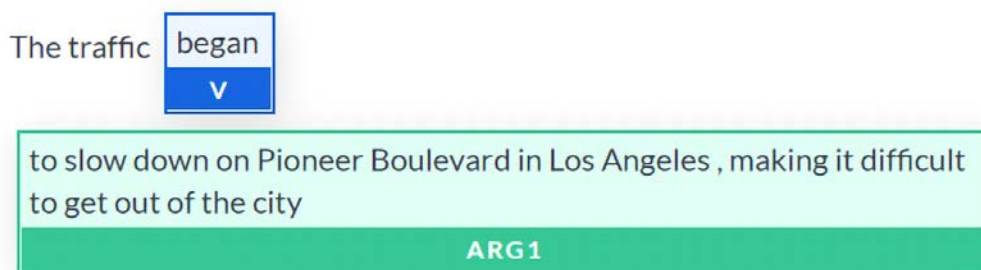 The traffic began
V
to slow down on Pioneer Boulevard in Los Angeles , making it difficult
to get out of the city
ARG1